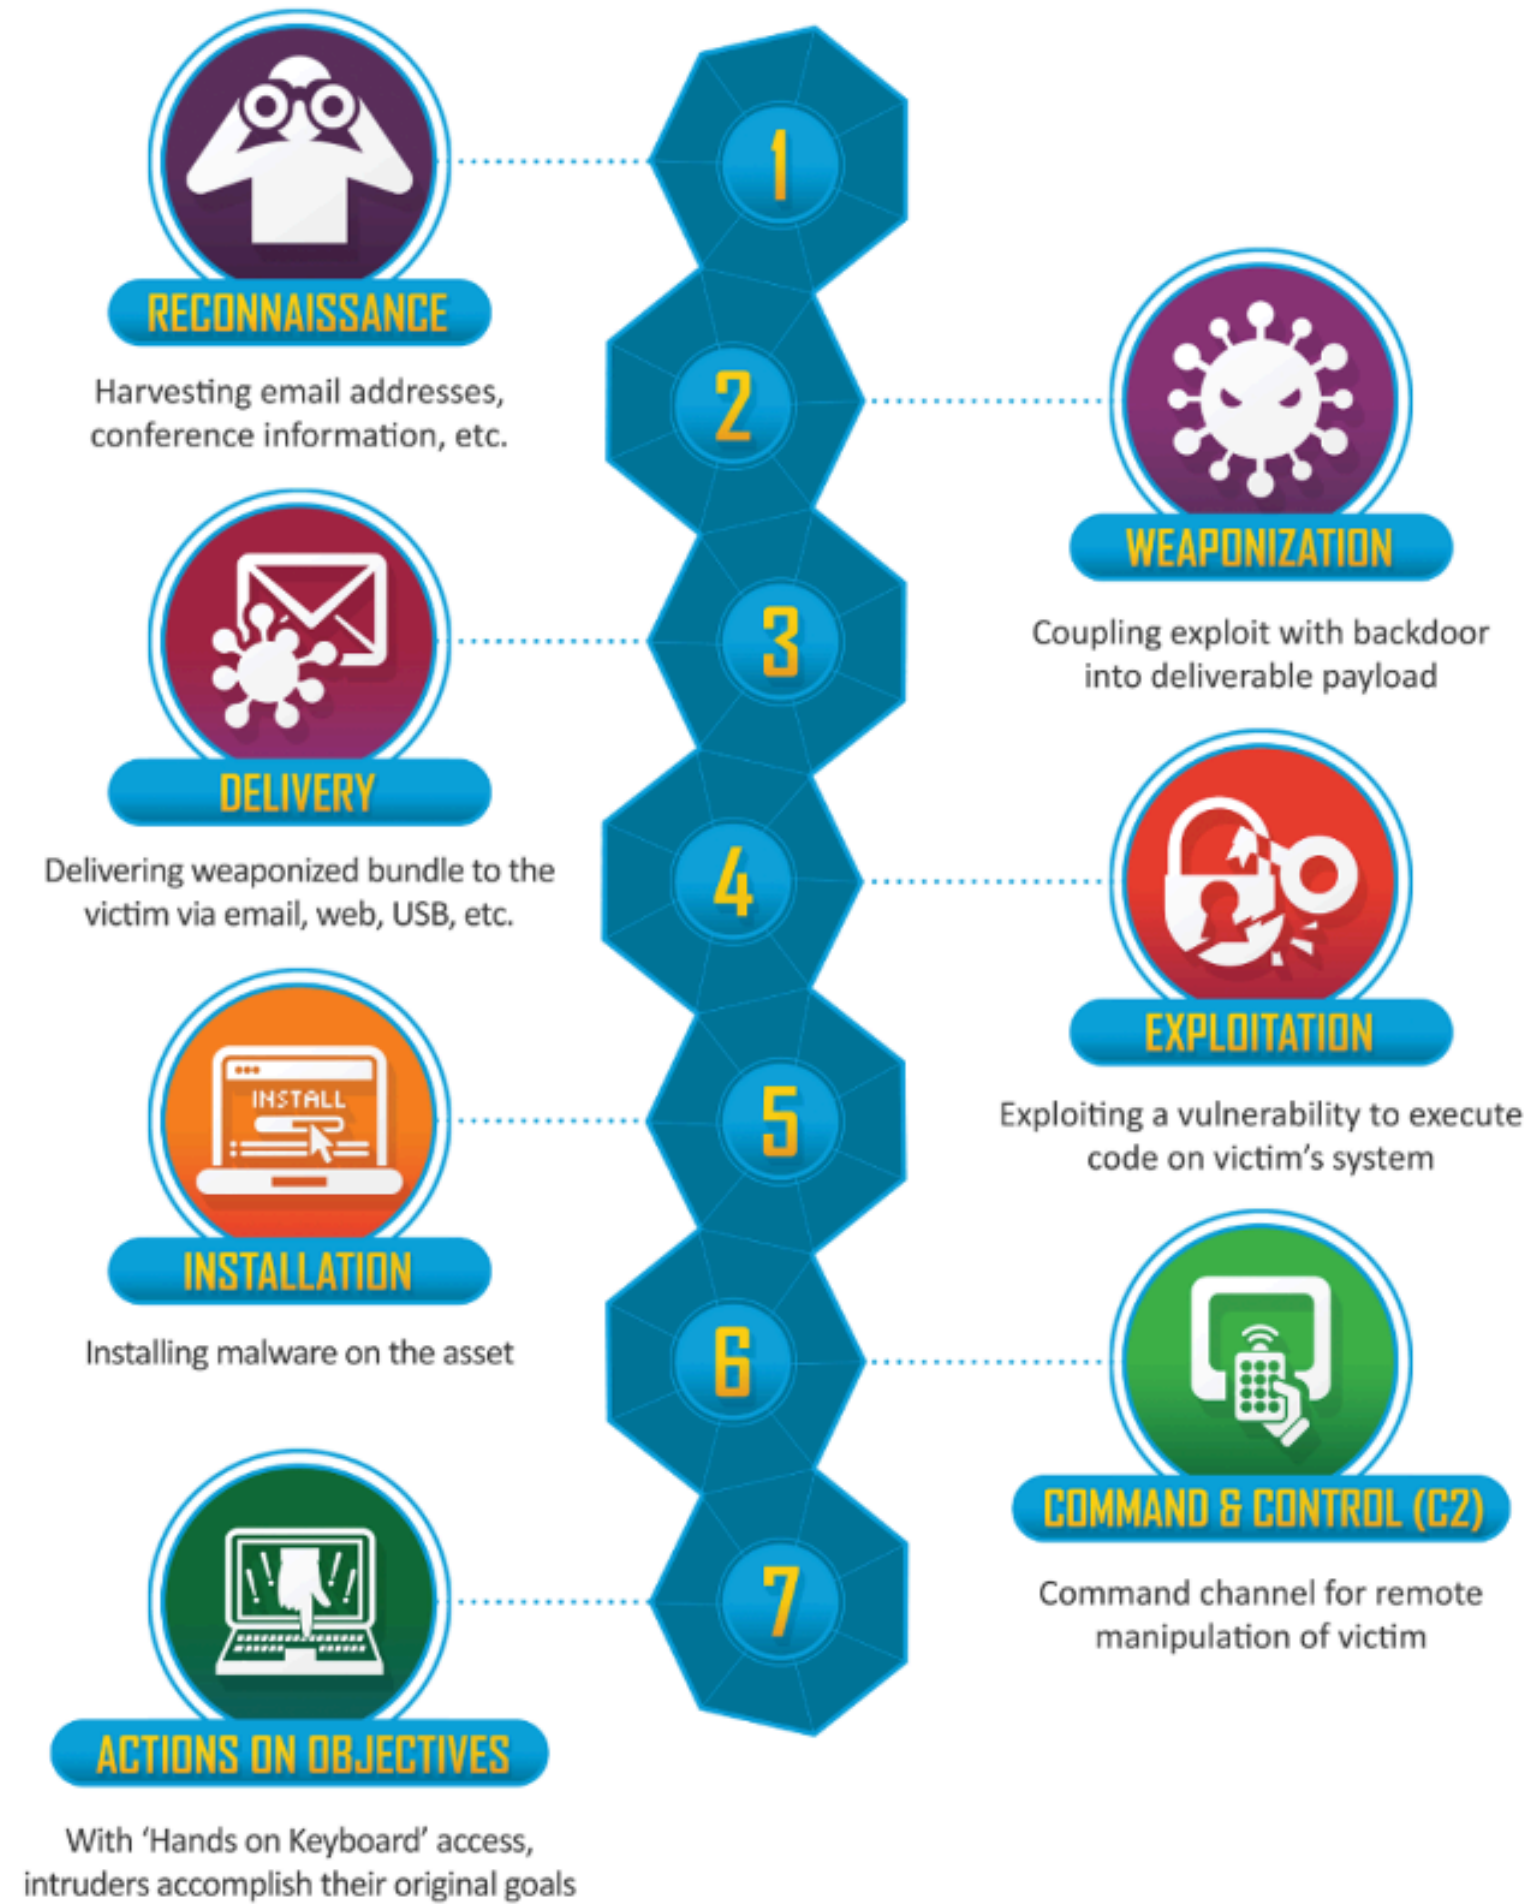 1
RECONNAISSANCE
Harvesting email addresses,
conference information, etc.
2
WEAPONIZATION
Coupling exploit with backdoor
into deliverable payload
3
DELIVERY
Delivering weaponized bundle to the
victim via email, web, USB, etc.
4
EXPLOITATION
Exploiting a vulnerability to execute
code on victim's system
5
INSTALL
INSTALLATION
Installing malware on the asset
6
COMMAND & CONTROL (C2)
Command channel for remote
manipulation of victim
7
ACTIONS ON OBJECTIVES
With ‘Hands on Keyboard’ access,
intruders accomplish their original goals